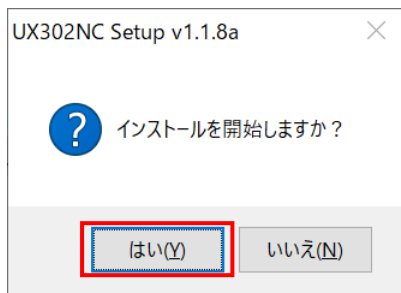 UX302NC Setup v1.1.8a
?
インストールを開始しますか？
はい(Y)
いいえ(N)